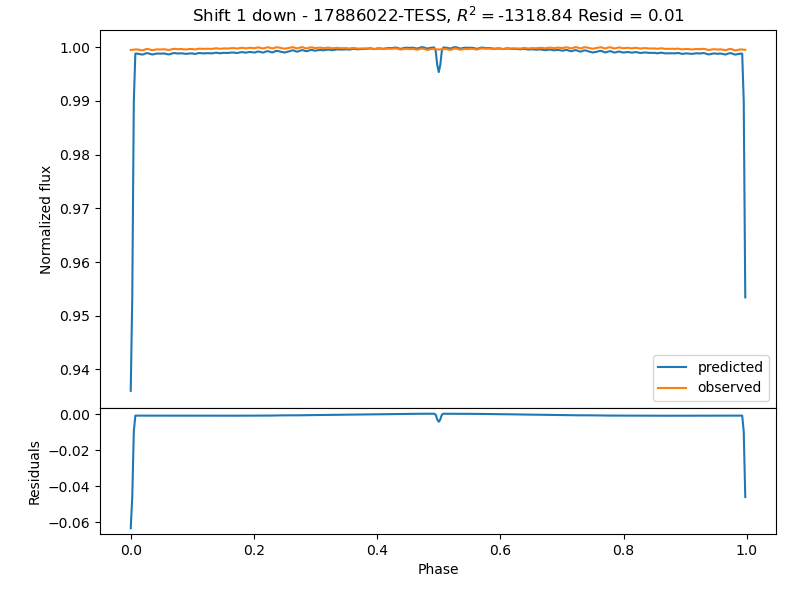 Shift 1 down - 17886022-TESS, R² = -1318.84 Resid = 0.01
1.00
0.99
0.98
0.97
0.96
0.95
0.94
Normalized flux
predicted
observed
0.00
−0.02
−0.04
−0.06
Residuals
0.0
0.2
0.4
0.6
0.8
1.0
Phase